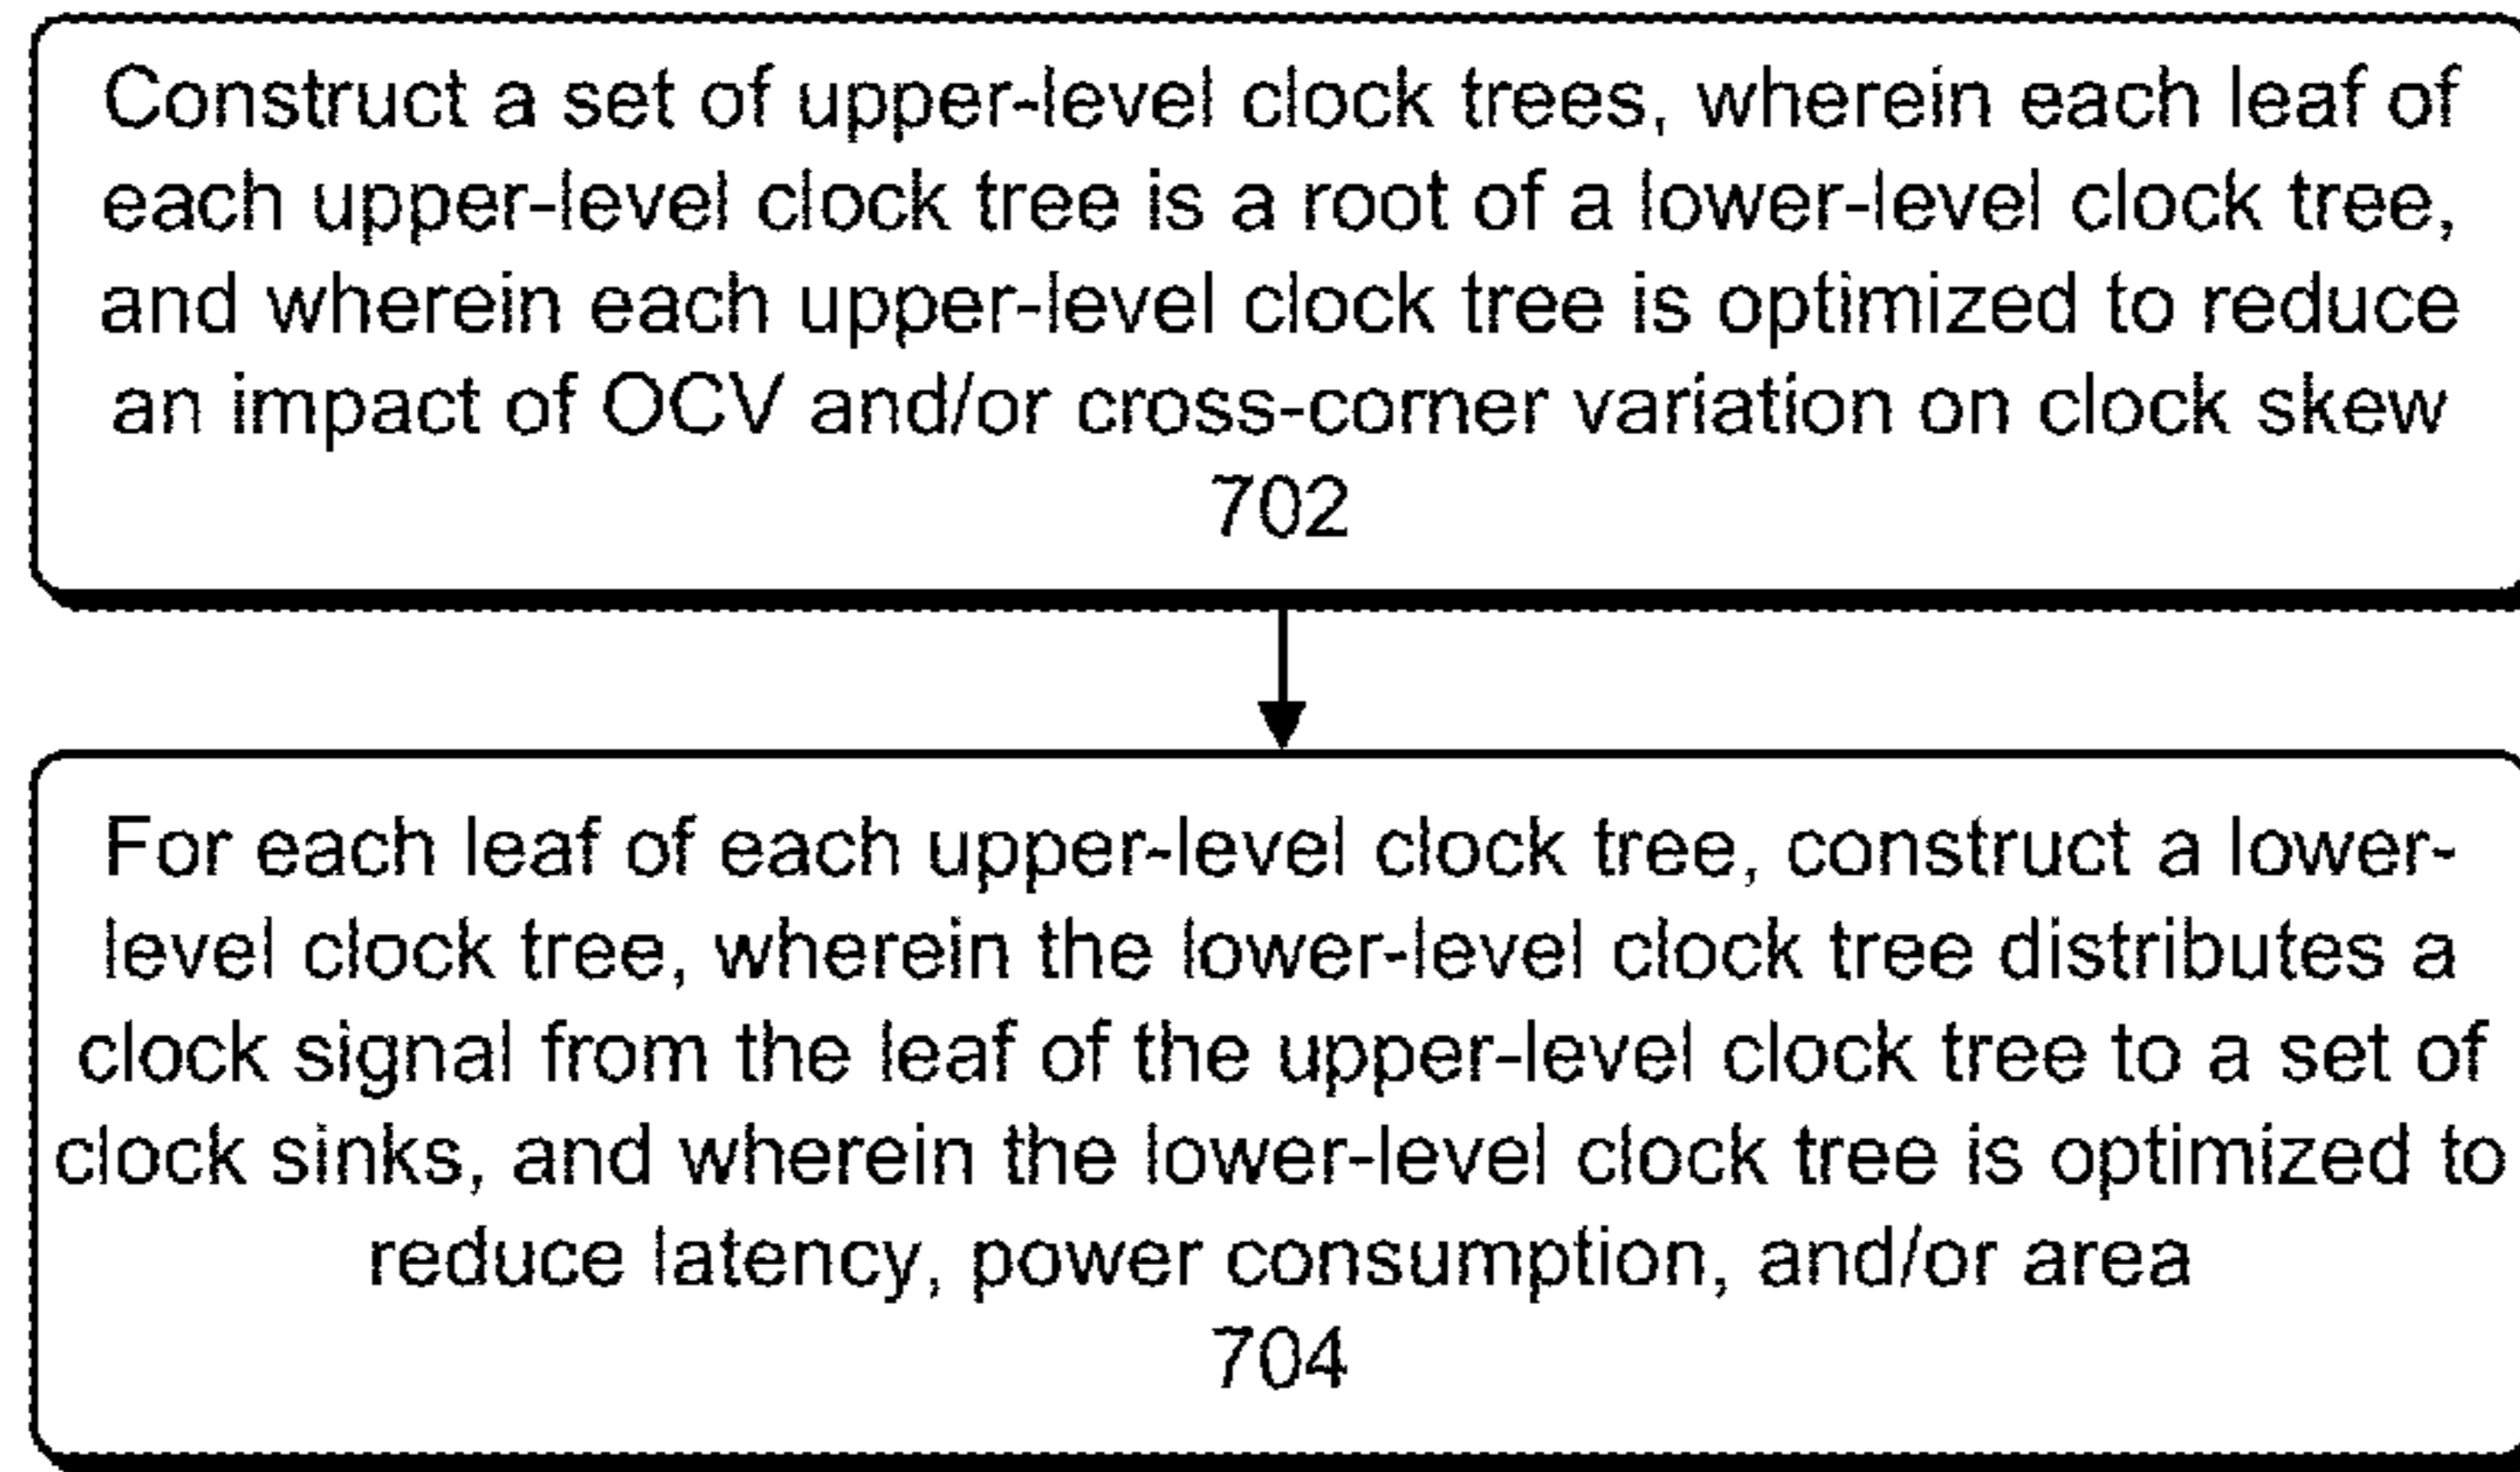 Construct a set of upper-level clock trees, wherein each leaf of
each upper-level clock tree is a root of a lower-level clock tree,
and wherein each upper-level clock tree is optimized to reduce
an impact of OCV and/or cross-corner variation on clock skew
702
For each leaf of each upper-level clock tree, construct a lower-
level clock tree, wherein the lower-level clock tree distributes a
clock signal from the leaf of the upper-level clock tree to a set of
clock sinks, and wherein the lower-level clock tree is optimized to
reduce latency, power consumption, and/or area
704